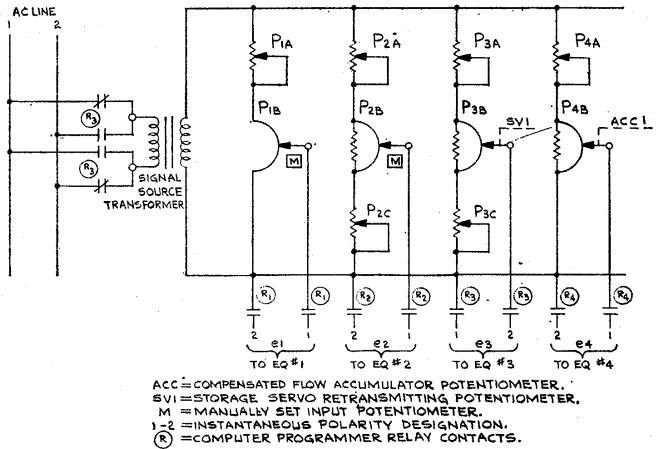 AC LINE
1 2
P1A P2A P3A P4A
R3
P1B P2B P3B P4B
SV1 ACC 1
R3
M M
SIGNAL
SOURCE
TRANSFORMER
P2C P3C
R1 R1 R2 R2 R3 R3 R4 R4
2 1 2 1 1 2 2 1
e1 e2 e3 e4
TO EQ #1 TO EQ #2 TO EQ #3 TO EQ #4
ACC = COMPENSATED FLOW ACCUMULATOR POTENTIOMETER.
SV1 = STORAGE SERVO RETRANSMITTING POTENTIOMETER.
M = MANUALLY SET INPUT POTENTIOMETER.
1-2 = INSTANTANEOUS POLARITY DESIGNATION.
R = COMPUTER PROGRAMMER RELAY CONTACTS.